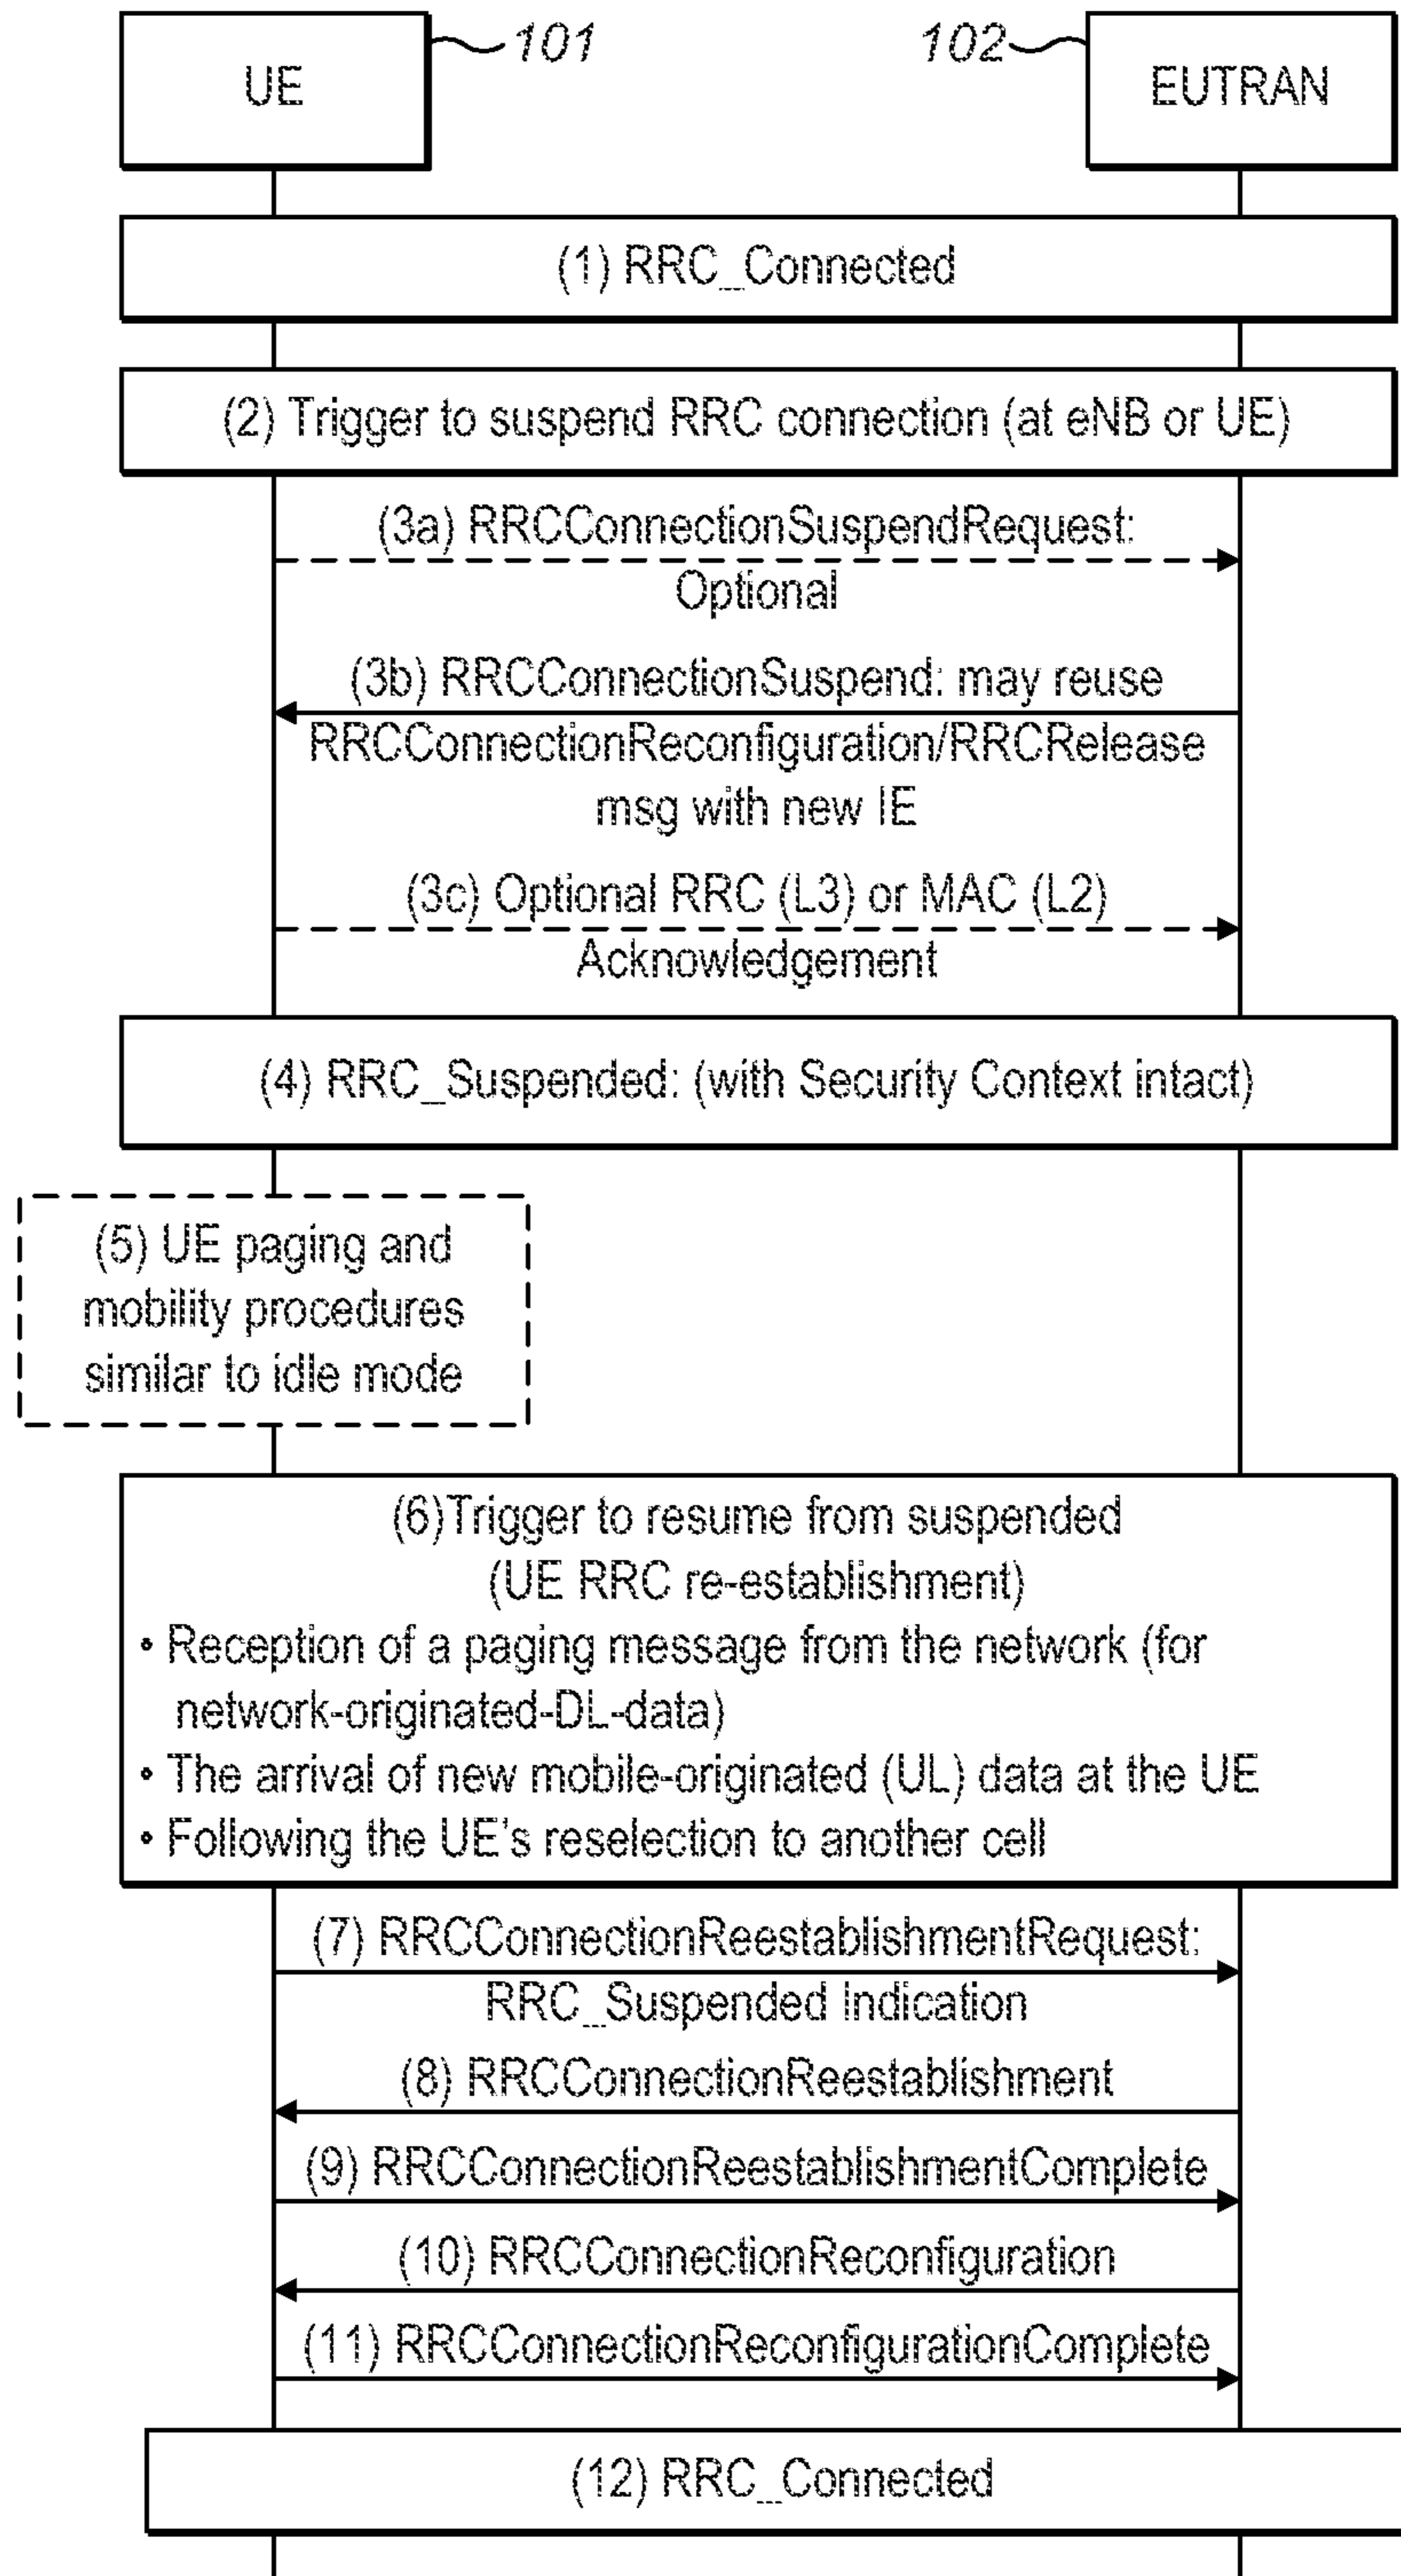 UE
101
102
EUTRAN
(1) RRC_Connected
(2) Trigger to suspend RRC connection (at eNB or UE)
(3a) RRCConnectionSuspendRequest:
Optional
(3b) RRCConnectionSuspend: may reuse
RRCConnectionReconfiguration/RRCRelease
msg with new IE
(3c) Optional RRC (L3) or MAC (L2)
Acknowledgement
(4) RRC_Suspended: (with Security Context intact)
(5) UE paging and
mobility procedures
similar to idle mode
(6)Trigger to resume from suspended
(UE RRC re-establishment)
• Reception of a paging message from the network (for
network-originated-DL-data)
• The arrival of new mobile-originated (UL) data at the UE
• Following the UE's reselection to another cell
(7) RRCConnectionReestablishmentRequest:
RRC_Suspended Indication
(8) RRCConnectionReestablishment
(9) RRCConnectionReestablishmentComplete
(10) RRCConnectionReconfiguration
(11) RRCConnectionReconfigurationComplete
(12) RRC_Connected